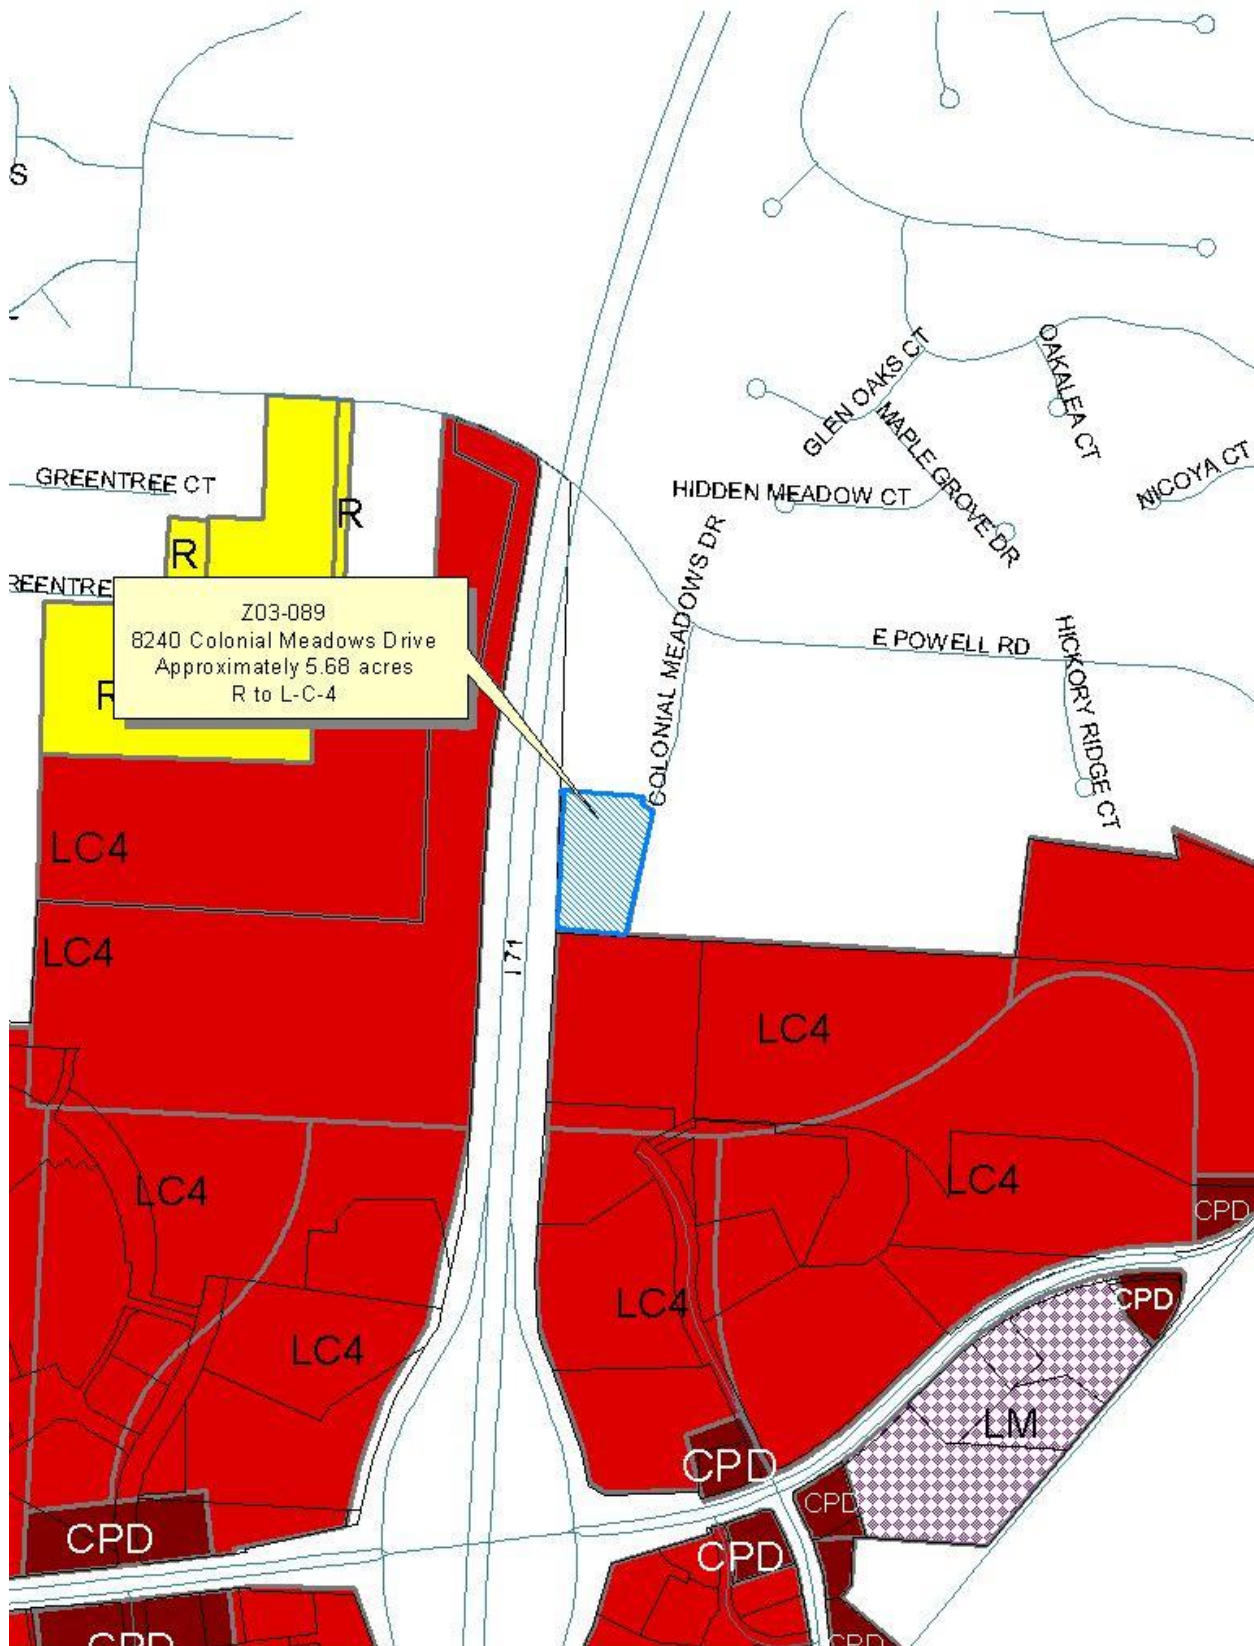 S
GLEN OAKS CT
OAKALEA CT
MAPLE GROVE DR
NICOYA CT
GREENTREE CT
HIDDEN MEADOW CT
R
R
REENTRE
COLONIAL MEADOWS DR
Z03-089
8240 Colonial Meadows Drive
Approximately 5.68 acres
R to L-C-4
R
E POWELL RD
HICKORY RIDGE CT
LC4
LC4
I 71
LC4
LC4
LC4
CPD
LC4
CPD
LC4
LM
CPD
CPD
CPD
CPD
CPD
CPD